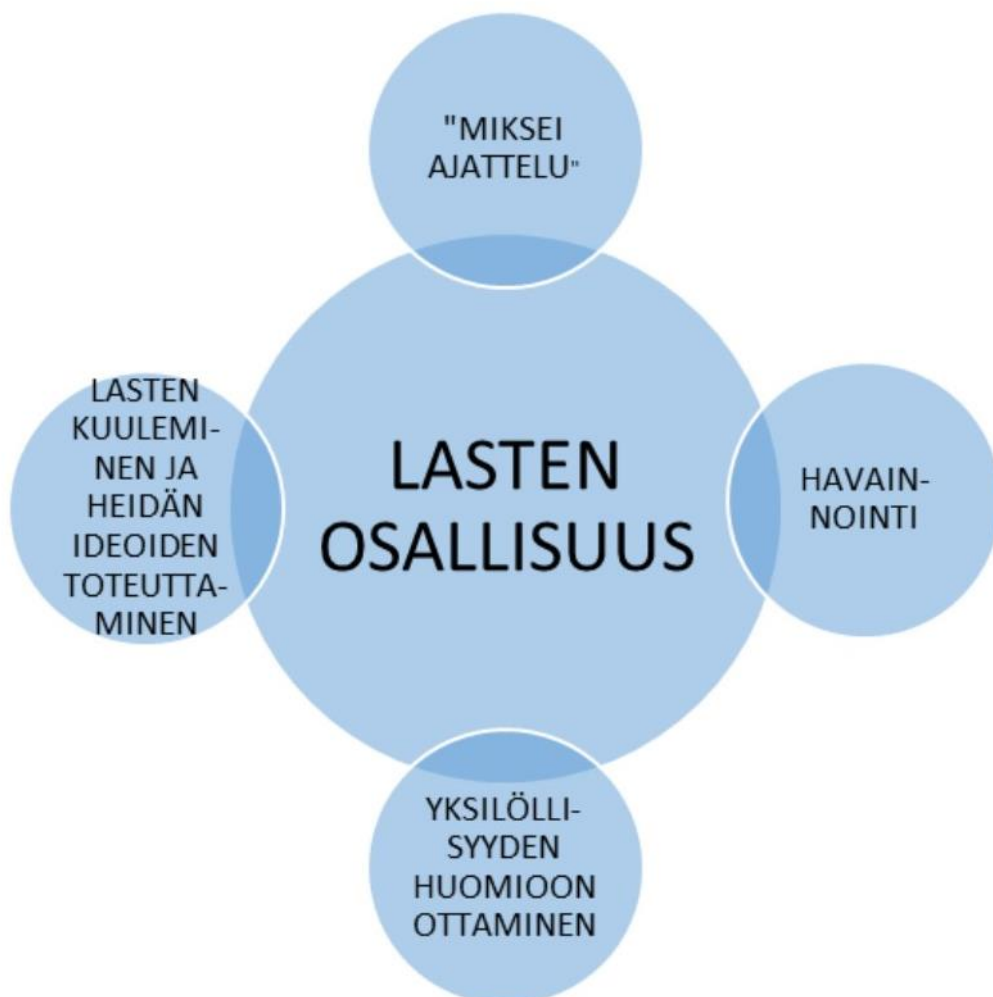 "MIKSEI
AJATTELU"
LASTEN
KUULEMI-
NEN JA
HEIDÄN
IDEOIDEN
TOTEUTTA-
MINEN
LASTEN
OSALLISUUS
HAVAIN-
NOINTI
YKSILÖLLI-
SYYDEN
HUOMIOON
OTTAMINEN